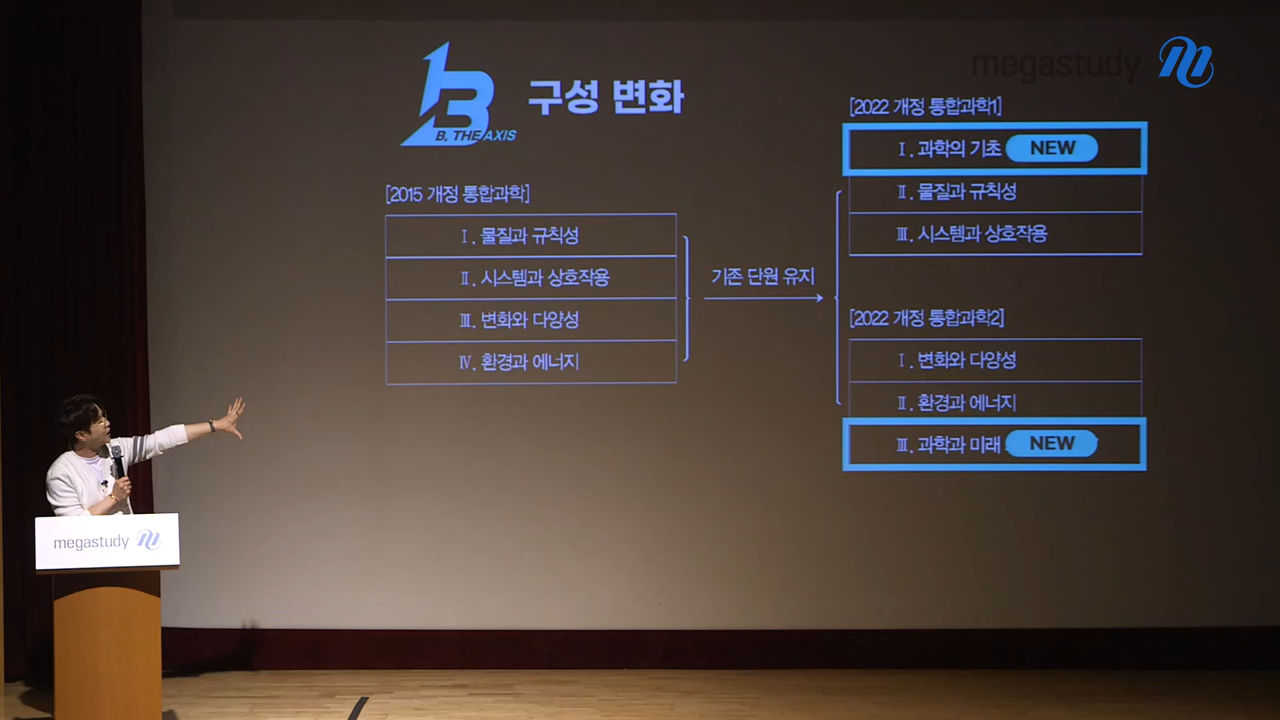 megastudy
B, THE AXIS
구성 변화
[2015 개정 통합과학]
Ⅰ. 물질과 규칙성
Ⅱ. 시스템과 상호작용
Ⅲ. 변화와 다양성
Ⅳ. 환경과 에너지
기존 단원 유지
[2022 개정 통합과학1]
Ⅰ. 과학의 기초 NEW
Ⅱ. 물질과 규칙성
Ⅲ. 시스템과 상호작용
[2022 개정 통합과학2]
Ⅰ. 변화와 다양성
Ⅱ. 환경과 에너지
Ⅲ. 과학과 미래 NEW
megastudy